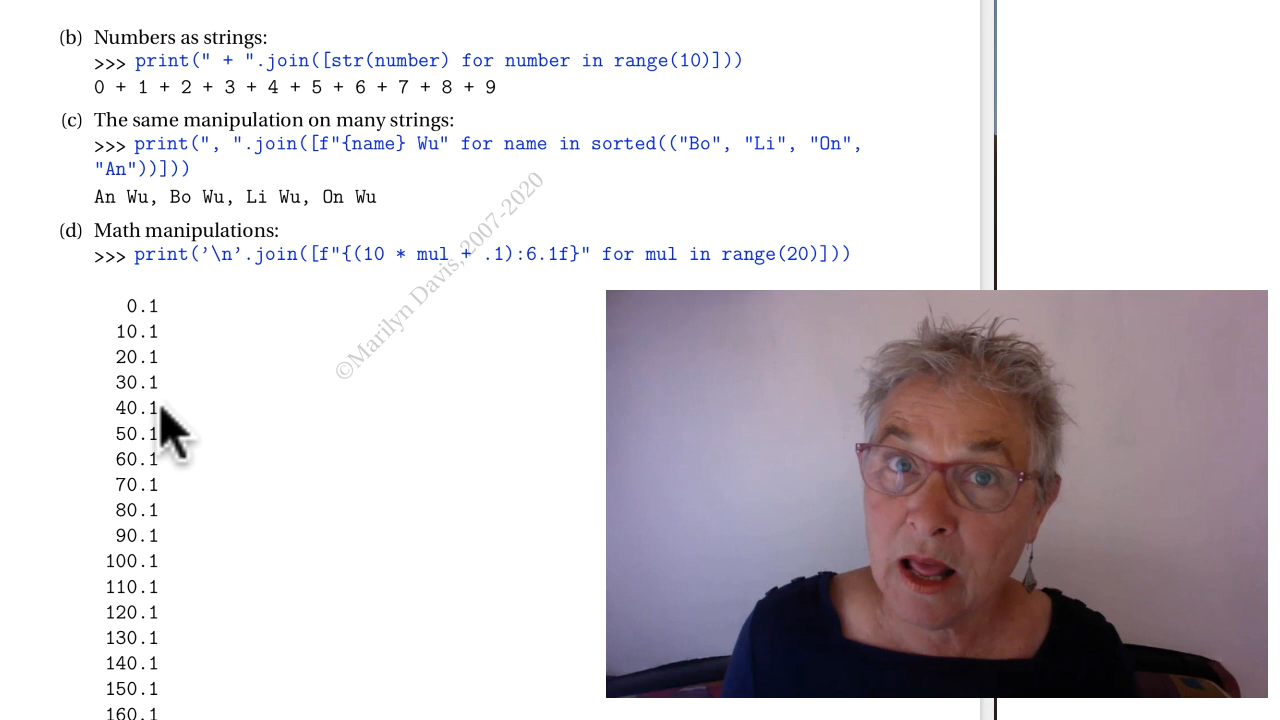 (b) Numbers as strings:
>>> print(" + ".join([str(number) for number in range(10)]))
0 + 1 + 2 + 3 + 4 + 5 + 6 + 7 + 8 + 9
(c) The same manipulation on many strings:
>>> print(", ".join([f"{name} Wu" for name in sorted(("Bo", "Li", "On",
"An"))]))
An Wu, Bo Wu, Li Wu, On Wu
(d) Math manipulations:
>>> print(’\n’.join([f"{(10 * mul + .1):6.1f}" for mul in range(20)]))
0.1
10.1
20.1
30.1
40.1
50.1
60.1
70.1
80.1
90.1
100.1
110.1
120.1
130.1
140.1
150.1
160.1
©Marilyn Davis, 2007-2020